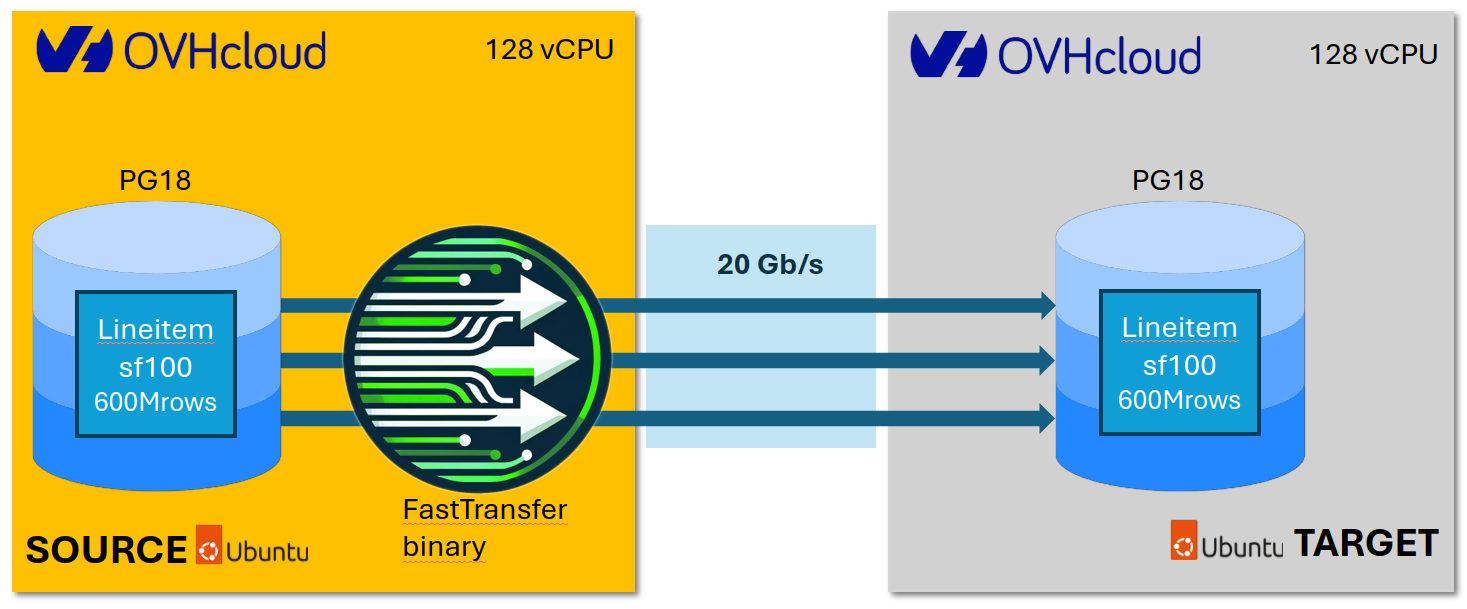 OVHcloud
128 vCPU
PG18
Lineitem
sf100
600Mrows
FastTransfer
binary
SOURCE
Ubuntu
20 Gb/s
OVHcloud
128 vCPU
PG18
Lineitem
sf100
600Mrows
Ubuntu
TARGET